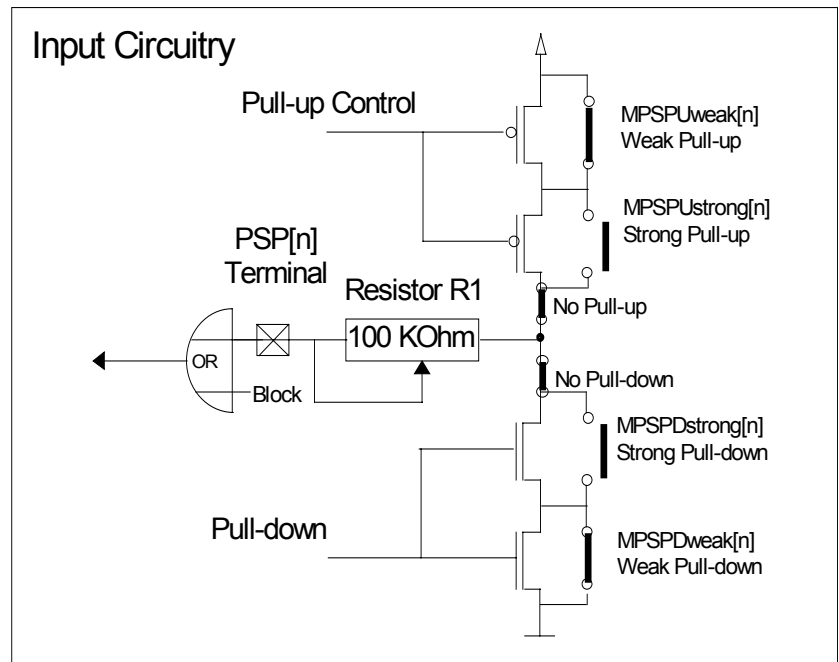 Input Circuitry
Pull-up Control
MPSPUweak[n]
Weak Pull-up
MPSPUstrong[n]
Strong Pull-up
PSP[n]
Terminal
Resistor R1
No Pull-up
100 KOhm
OR
Block
No Pull-down
MPSPDstrong[n]
Strong Pull-down
Pull-down
MPSPDweak[n]
Weak Pull-down